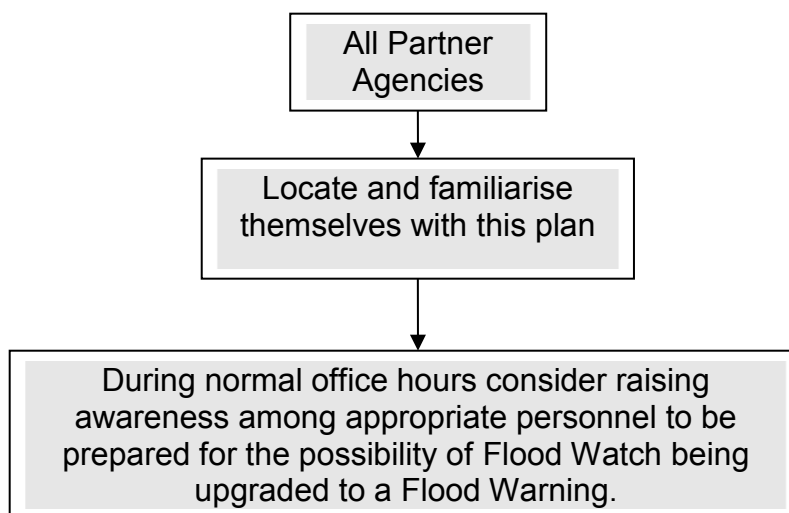 All Partner
Agencies
Locate and familiarise
themselves with this plan
During normal office hours consider raising
awareness among appropriate personnel to be
prepared for the possibility of Flood Watch being
upgraded to a Flood Warning.